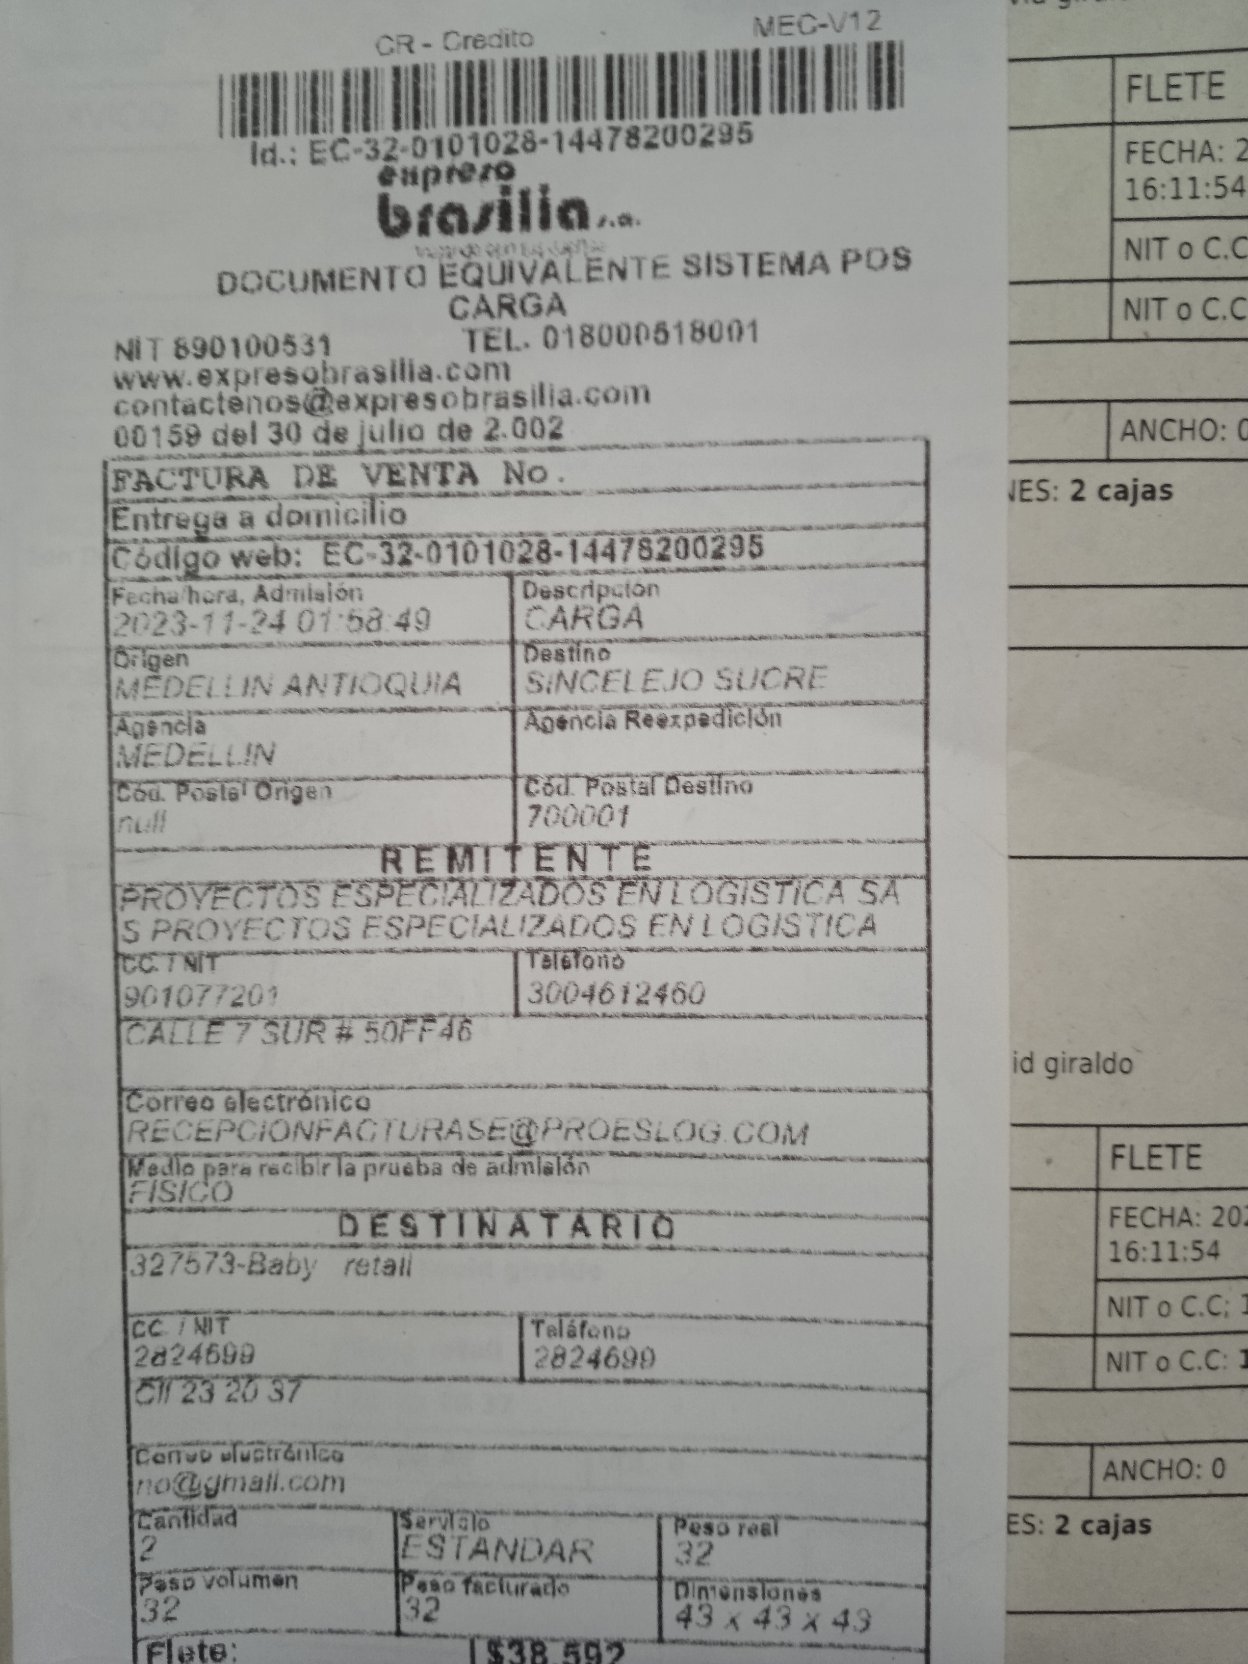 CR - Credito MEC-V12
Id.: EC-32-0101028-14478200295
expreso
brasilia s.a.
DOCUMENTO EQUIVALENTE SISTEMA POS
CARGA
NIT 890100531 TEL. 018000518001
www.expresobrasilia.com
contactenos@expresobrasilia.com
00159 del 30 de julio de 2.002
FACTURA DE VENTA No.
Entrega a domicilio
Código web: EC-32-0101028-14478200295
Fecha/hora, Admisión Descripción
2023-11-24 01:58:49 CARGA
Origen Destino
MEDELLIN ANTIOQUIA SINCELEJO SUCRE
Agencia Agencia Reexpedición
MEDELLIN
Cód. Postal Origen Cód. Postal Destino
null 700001
REMITENTE
PROYECTOS ESPECIALIZADOS EN LOGISTICA SA
S PROYECTOS ESPECIALIZADOS EN LOGISTICA
CC. / NIT Teléfono
901077201 3004612460
CALLE 7 SUR # 50FF46
Correo electrónico
RECEPCIONFACTURASE@PROESLOG.COM
Medio para recibir la prueba de admisión
FISICO
DESTINATARIO
327573-Baby retail
CC. / NIT Teléfono
2824699 2824699
Cll 23 20 37
Correo electrónico
no@gmail.com
Cantidad Servicio Peso real
2 ESTANDAR 32
Peso volumen Peso facturado Dimensiones
32 32 43 x 43 x 43
Flete: $38,592
FLETE
FECHA: 2
16:11:54
NIT o C.C
NIT o C.C
ANCHO: 0
NES: 2 cajas
id giraldo
FLETE
FECHA: 202
16:11:54
NIT o C.C: 1
NIT o C.C: 1
ANCHO: 0
ES: 2 cajas